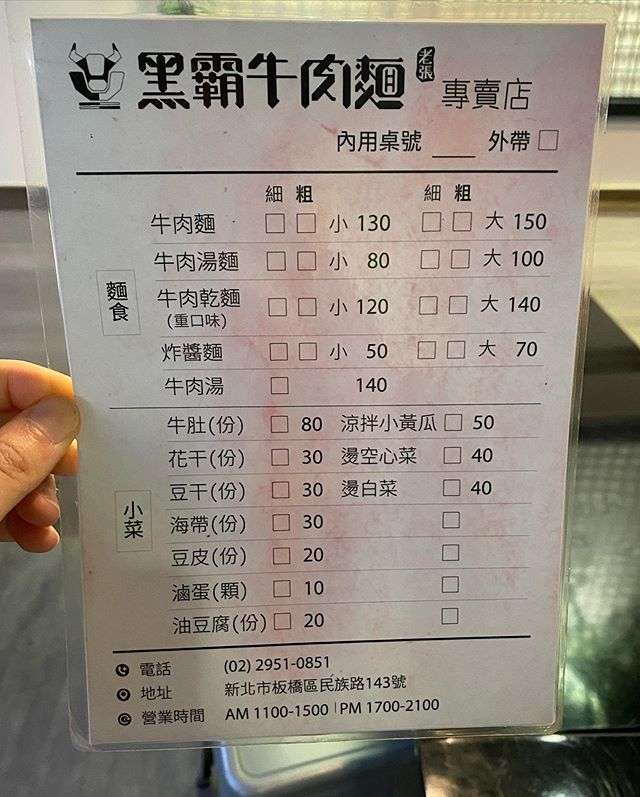 黑霸牛肉麵 老張 專賣店
內用桌號 ___ 外帶 □
細 粗 細 粗
麵食
牛肉麵 □ □ 小 130 □ □ 大 150
牛肉湯麵 □ □ 小 80 □ □ 大 100
牛肉乾麵 □ □ 小 120 □ □ 大 140
(重口味)
炸醬麵 □ □ 小 50 □ □ 大 70
牛肉湯 □ 140
小菜
牛肚(份) □ 80 涼拌小黃瓜 □ 50
花干(份) □ 30 燙空心菜 □ 40
豆干(份) □ 30 燙白菜 □ 40
海帶(份) □ 30 □
豆皮(份) □ 20 □
滷蛋(顆) □ 10 □
油豆腐(份) □ 20 □
電話 (02) 2951-0851
地址 新北市板橋區民族路143號
營業時間 AM 1100-1500 | PM 1700-2100